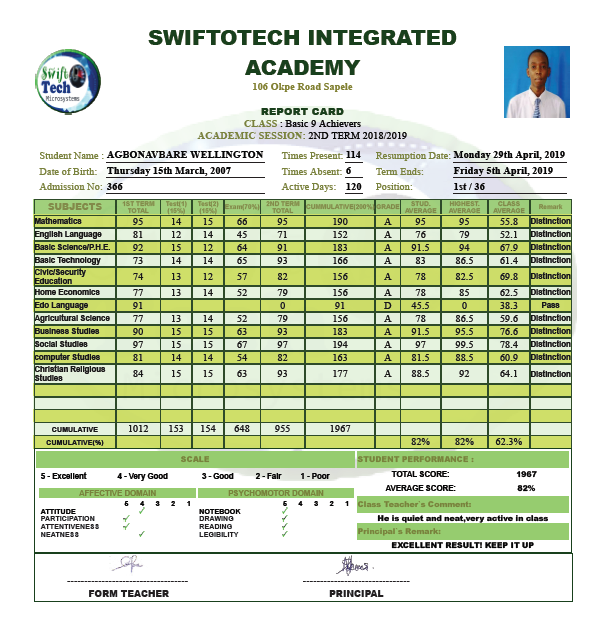 SWIFTOTECH INTEGRATED
ACADEMY
106 Okpe Road Sapele
Swift
Tech
Microsystems
REPORT CARD
CLASS : Basic 9 Achievers
ACADEMIC SESSION: 2ND TERM 2018/2019
Student Name : AGBONAVBARE WELLINGTON Times Present: 114 Resumption Date: Monday 29th April, 2019
Date of Birth: Thursday 15th March, 2007 Times Absent: 6 Term Ends: Friday 5th April, 2019
Admission No: 366 Active Days: 120 Position: 1st / 36
SUBJECTS 1ST TERM TOTAL Test(1) (15%) Test(2) (15%) Exam(70%) 2ND TERM TOTAL CUMMULATIVE(200%) GRADE STUD. AVERAGE HIGHEST. AVERAGE CLASS AVERAGE Remark
Mathematics 95 14 15 66 95 190 A 95 95 55.8 Distinction
English Language 81 12 14 45 71 152 A 76 79 52.1 Distinction
Basic Science/P.H.E. 92 15 12 64 91 183 A 91.5 94 67.9 Distinction
Basic Technology 73 14 14 65 93 166 A 83 86.5 61.4 Distinction
Civic/Security Education 74 13 12 57 82 156 A 78 82.5 69.8 Distinction
Home Economics 77 13 14 52 79 156 A 78 85 62.5 Distinction
Edo Language 91 0 91 D 45.5 0 38.3 Pass
Agricultural Science 77 13 14 52 79 156 A 78 86.5 59.6 Distinction
Business Studies 90 15 15 63 93 183 A 91.5 95.5 76.6 Distinction
Social Studies 97 15 15 67 97 194 A 97 99.5 78.4 Distinction
computer Studies 81 14 14 54 82 163 A 81.5 88.5 60.9 Distinction
Christian Religious Studies 84 15 15 63 93 177 A 88.5 92 64.1 Distinction
CUMULATIVE 1012 153 154 648 955 1967
CUMULATIVE(%) 82% 82% 62.3%
SCALE
5 - Excellent 4 - Very Good 3 - Good 2 - Fair 1 - Poor
AFFECTIVE DOMAIN PSYCHOMOTOR DOMAIN
5 4 3 2 1 5 4 3 2 1
ATTITUDE ✓ NOTEBOOK ✓
PARTICIPATION ✓ DRAWING ✓
ATTENTIVENESS ✓ READING ✓
NEATNESS ✓ LEGIBILITY ✓
STUDENT PERFORMANCE :
TOTAL SCORE: 1967
AVERAGE SCORE: 82%
Class Teacher`s Comment:
He is quiet and neat,very active in class
Principal`s Remark:
EXCELLENT RESULT! KEEP IT UP
FORM TEACHER PRINCIPAL